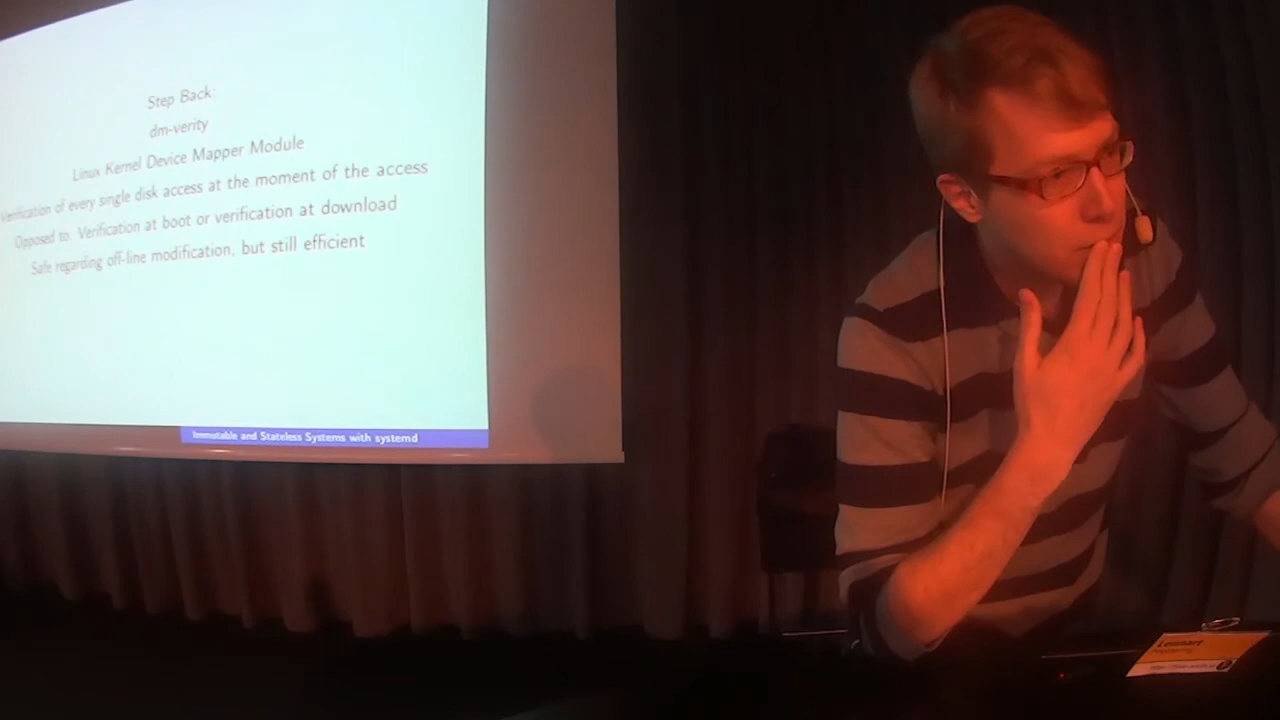 Step Back:
dm-verity
Linux Kernel Device Mapper Module
Verification of every single disk access at the moment of the access
Opposed to: Verification at boot or verification at download
Safe regarding off-line modification, but still efficient
Immutable and Stateless Systems with systemd
Lennart